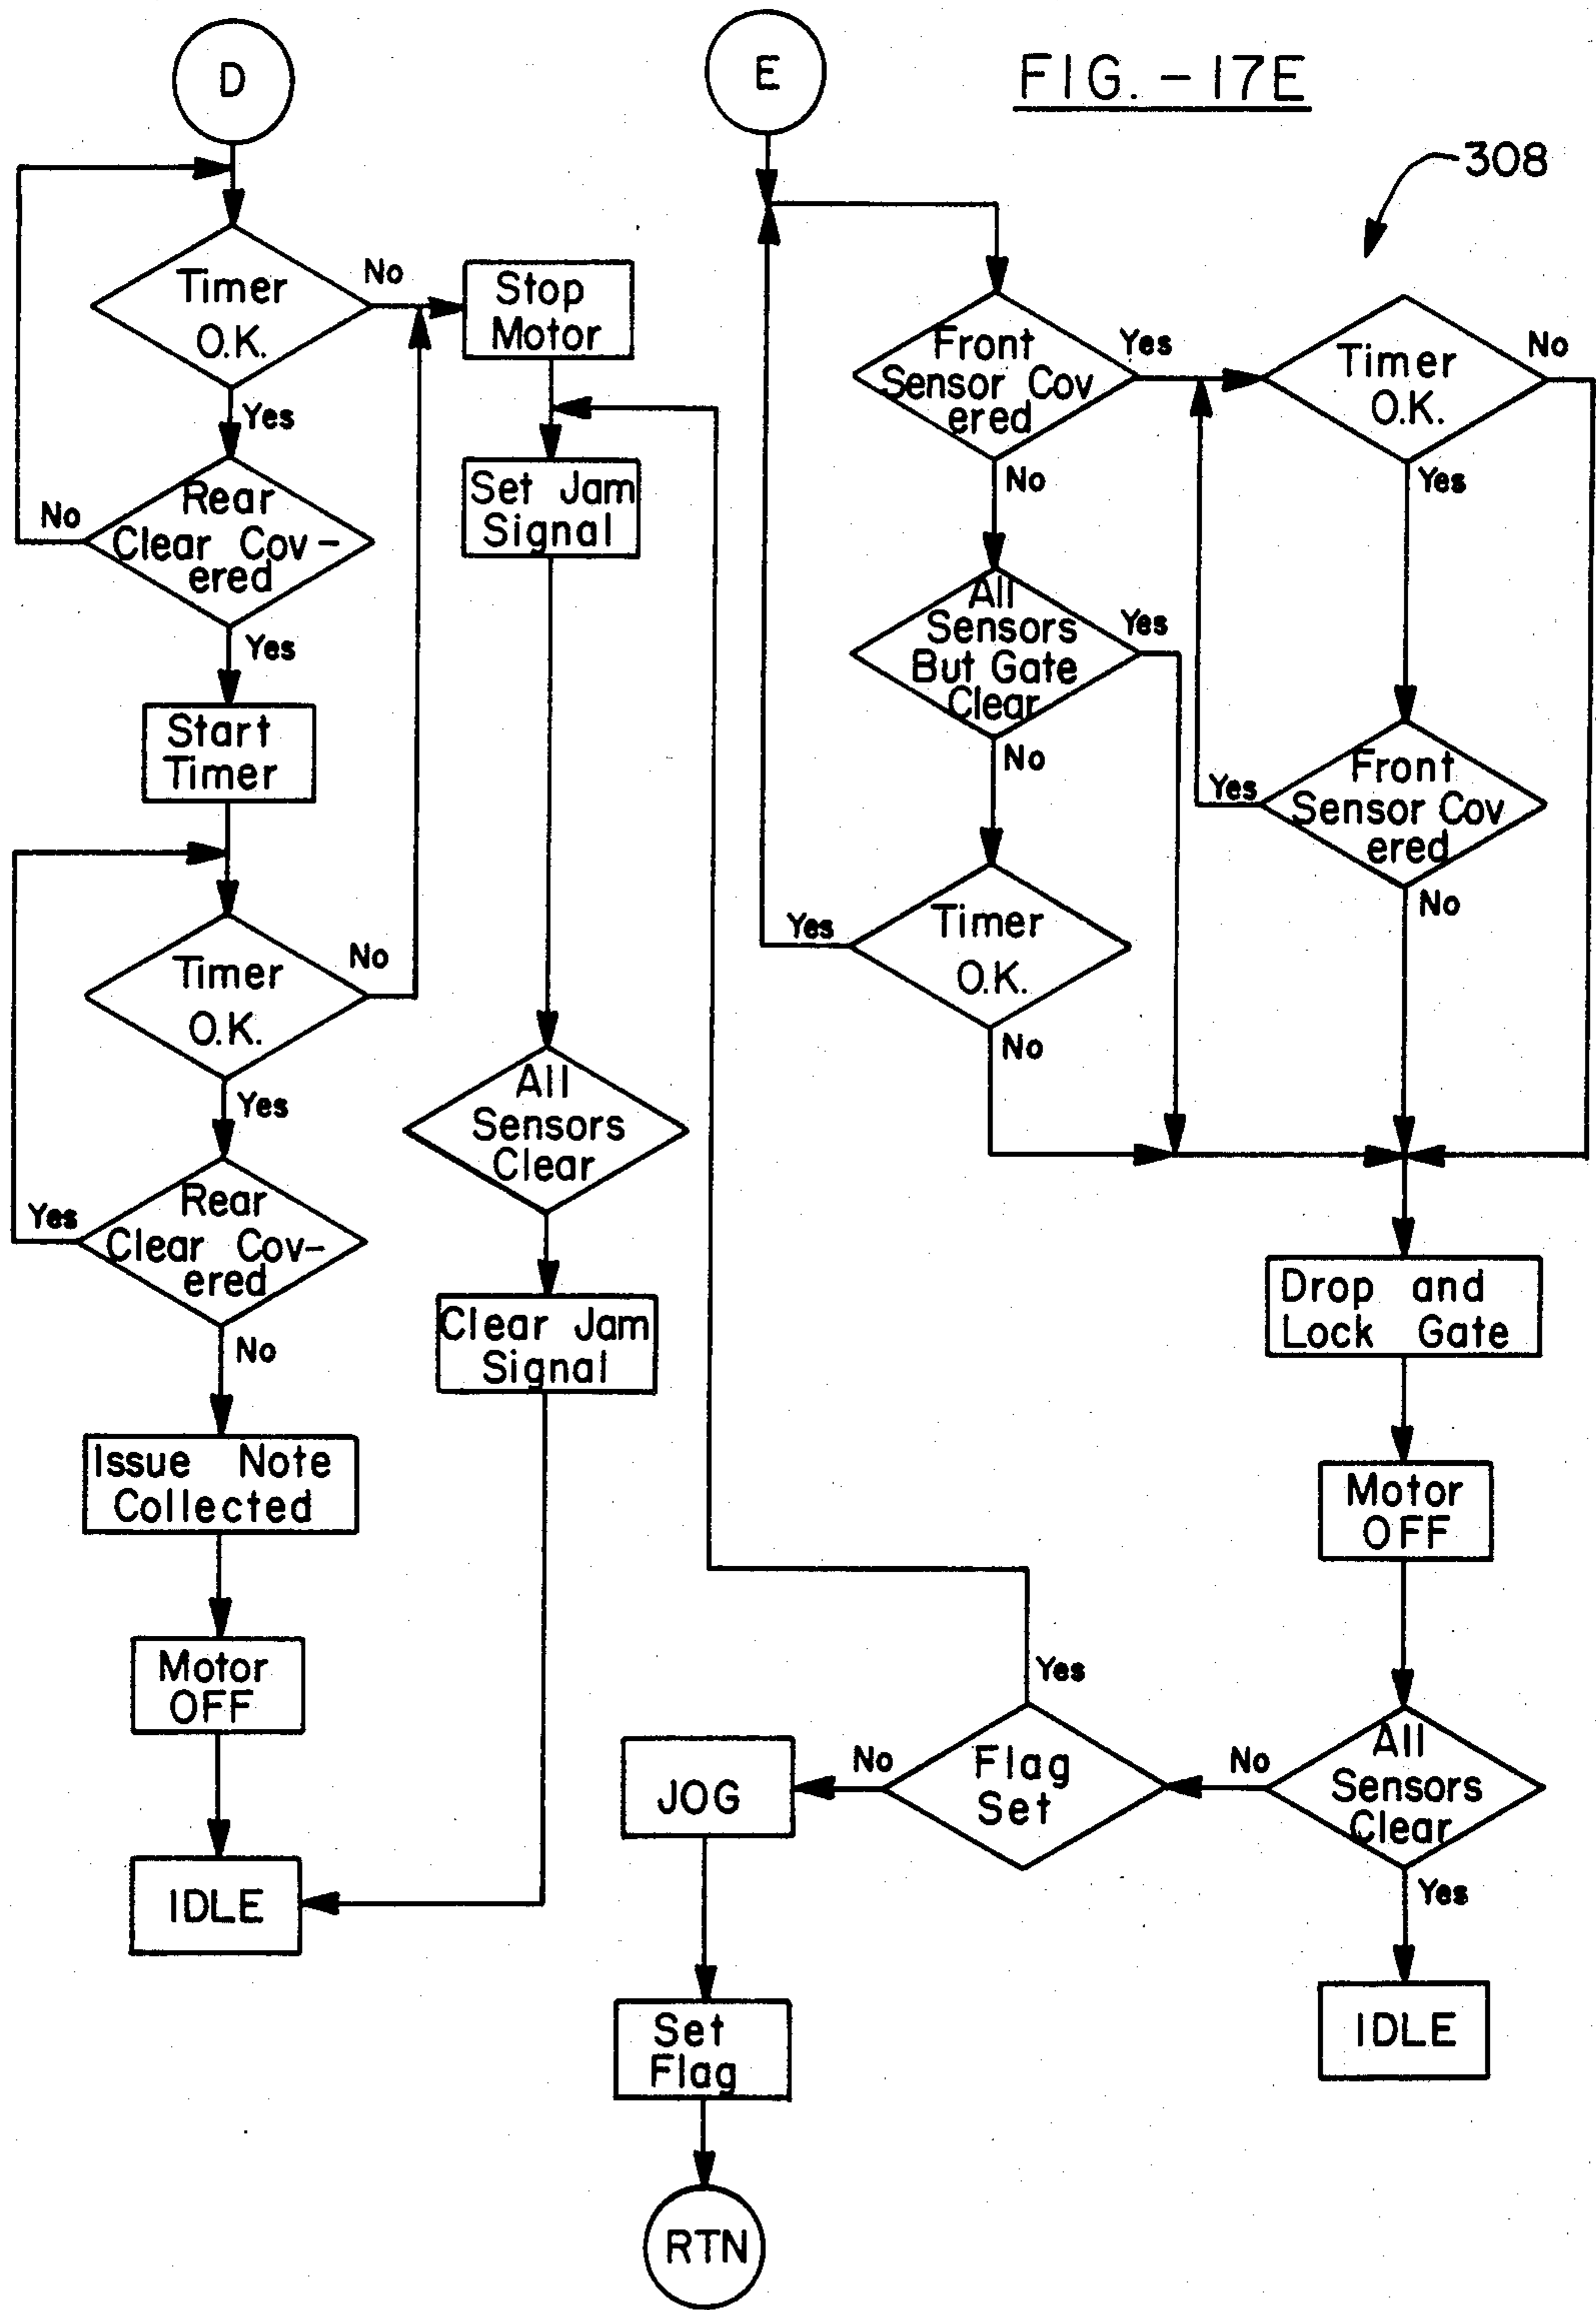 D
E
FIG. - 17E
308
Timer
O.K.
No
Yes
Rear
Clear Cov-
ered
No
Yes
Start
Timer
Timer
O.K.
No
Yes
Rear
Clear Cov-
ered
Yes
No
Issue Note
Collected
Motor
OFF
IDLE
Stop
Motor
Set Jam
Signal
All
Sensors
Clear
Clear Jam
Signal
Front
Sensor Cov
ered
Yes
No
All
Sensors
But Gate
Clear
Yes
No
Timer
O.K.
Yes
No
Timer
O.K.
No
Yes
Front
Sensor Cov
ered
Yes
No
Drop and
Lock Gate
Motor
OFF
All
Sensors
Clear
No
Yes
IDLE
Flag
Set
Yes
No
JOG
Set
Flag
RTN